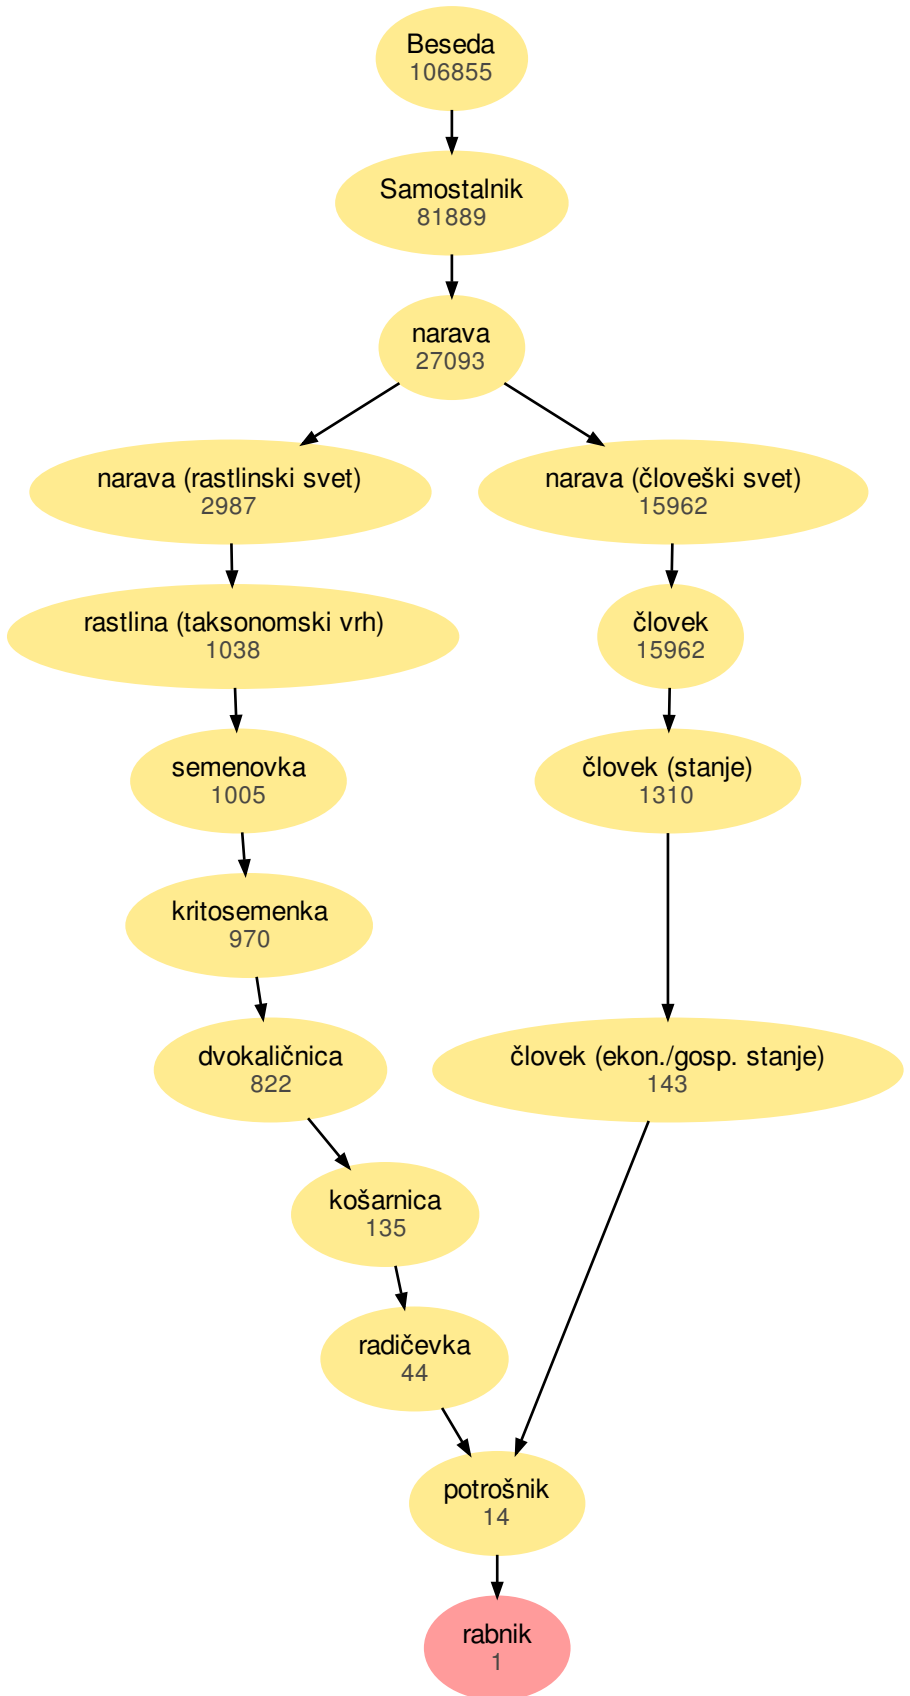 Beseda
106855
Samostalnik
81889
narava
27093
narava (rastlinski svet)
2987
narava (človeški svet)
15962
rastlina (taksonomski vrh)
1038
človek
15962
semenovka
1005
človek (stanje)
1310
kritosemenka
970
dvokaličnica
822
človek (ekon./gosp. stanje)
143
košarnica
135
radičevka
44
potrošnik
14
rabnik
1